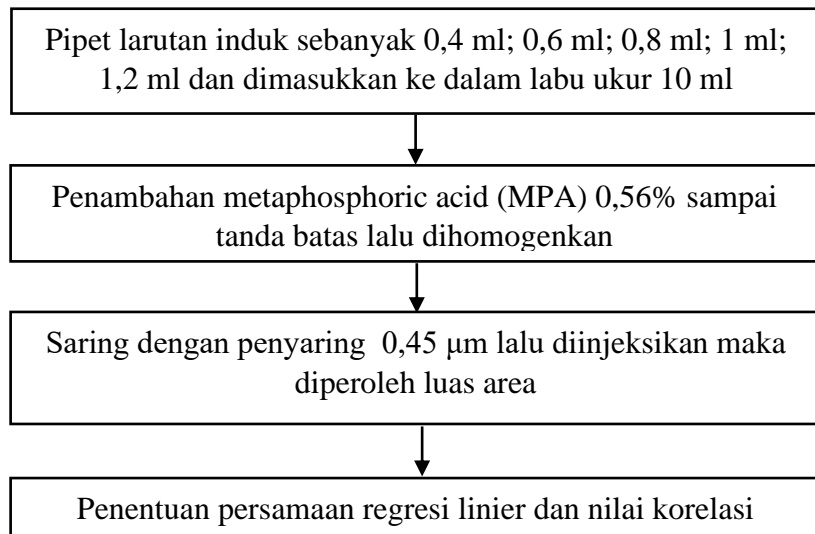 Pipet larutan induk sebanyak 0,4 ml; 0,6 ml; 0,8 ml; 1 ml;
1,2 ml dan dimasukkan ke dalam labu ukur 10 ml
Penambahan metaphosphoric acid (MPA) 0,56% sampai
tanda batas lalu dihomogenkan
Saring dengan penyaring 0,45 μm lalu diinjeksikan maka
diperoleh luas area
Penentuan persamaan regresi linier dan nilai korelasi